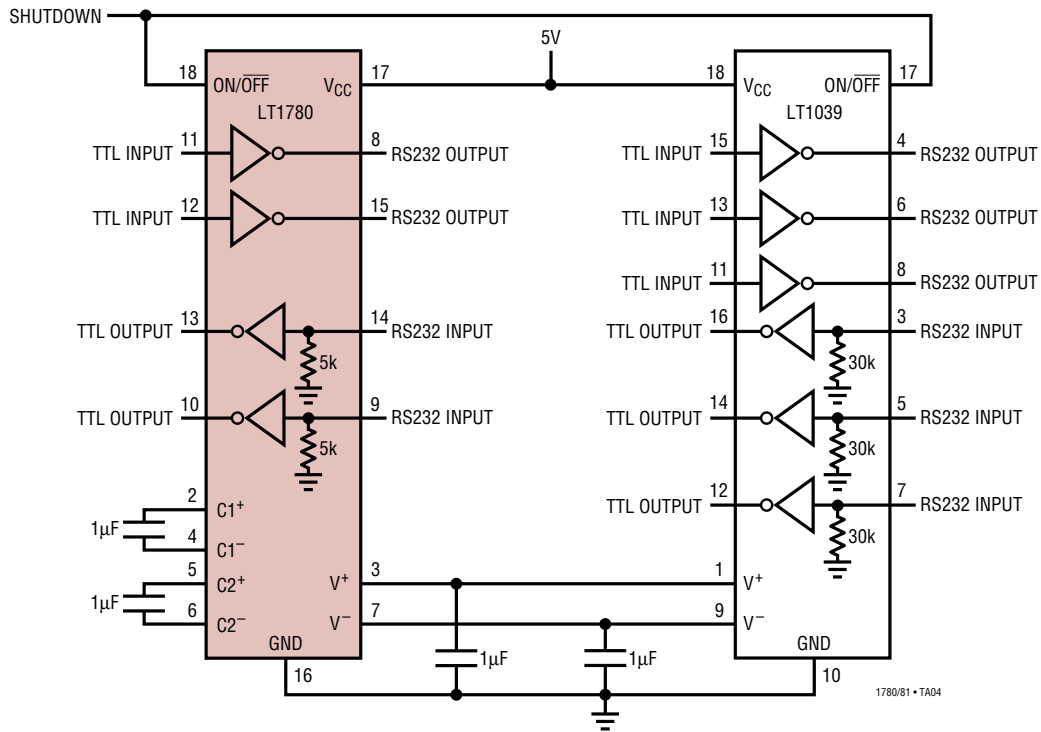 SHUTDOWN
5V
18 ON/OFF VCC 17
LT1780
TTL INPUT 11 8 RS232 OUTPUT
TTL INPUT 12 15 RS232 OUTPUT
TTL OUTPUT 13 14 RS232 INPUT
5k
TTL OUTPUT 10 9 RS232 INPUT
5k
2 C1+
1µF
4 C1−
5 C2+
1µF
6 C2−
V+ 3
V− 7
GND
16
1µF
1µF
18 VCC ON/OFF 17
LT1039
TTL INPUT 15 4 RS232 OUTPUT
TTL INPUT 13 6 RS232 OUTPUT
TTL INPUT 11 8 RS232 OUTPUT
TTL OUTPUT 16 3 RS232 INPUT
30k
TTL OUTPUT 14 5 RS232 INPUT
30k
TTL OUTPUT 12 7 RS232 INPUT
30k
1 V+
9 V−
GND
10
1780/81 • TA04